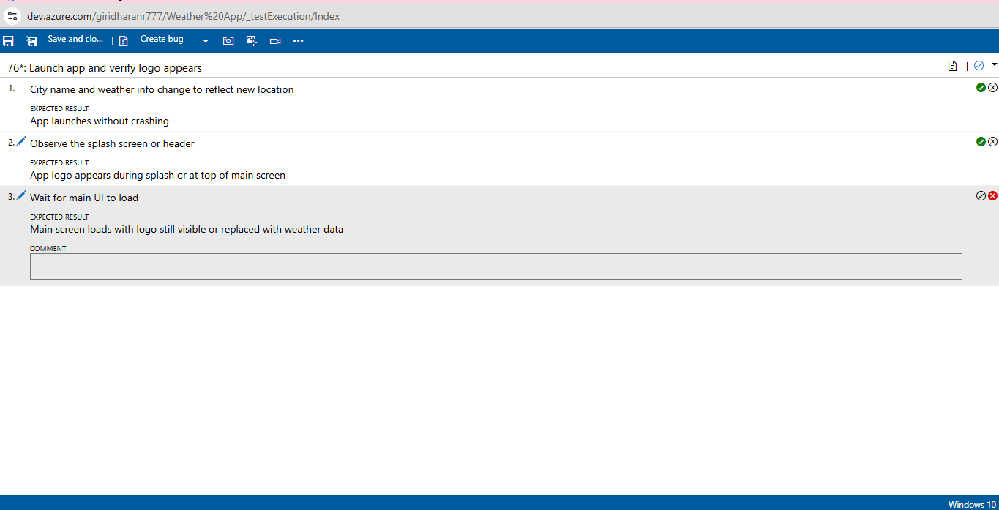 dev.azure.com/giridharanr777/Weather%20App/_testExecution/Index
Save and clo... Create bug
76*: Launch app and verify logo appears
1. City name and weather info change to reflect new location
EXPECTED RESULT
App launches without crashing
2. Observe the splash screen or header
EXPECTED RESULT
App logo appears during splash or at top of main screen
3. Wait for main UI to load
EXPECTED RESULT
Main screen loads with logo still visible or replaced with weather data
COMMENT
Windows 10